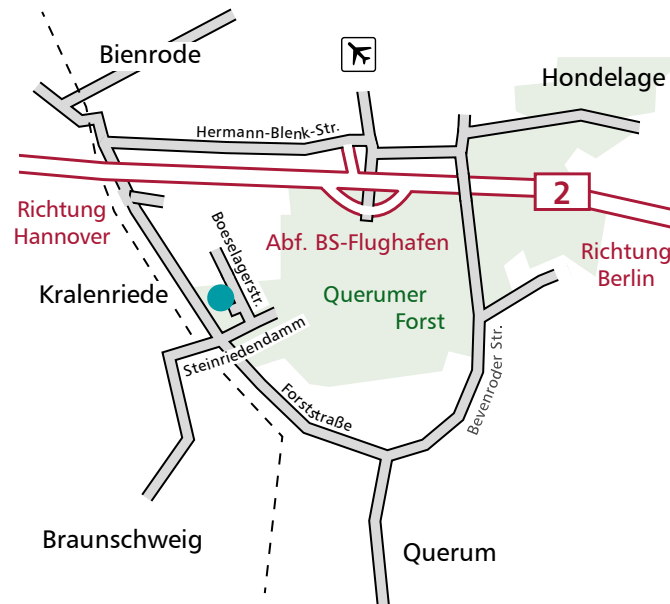 Bienrode
Hondelage
Hermann-Blenk-Str.
2
Richtung
Hannover
Boeselagerstr.
Abf. BS-Flughafen
Richtung
Berlin
Kralenriede
Querumer
Forst
Steinriedendamm
Bevenroder Str.
Forststraße
Braunschweig
Querum